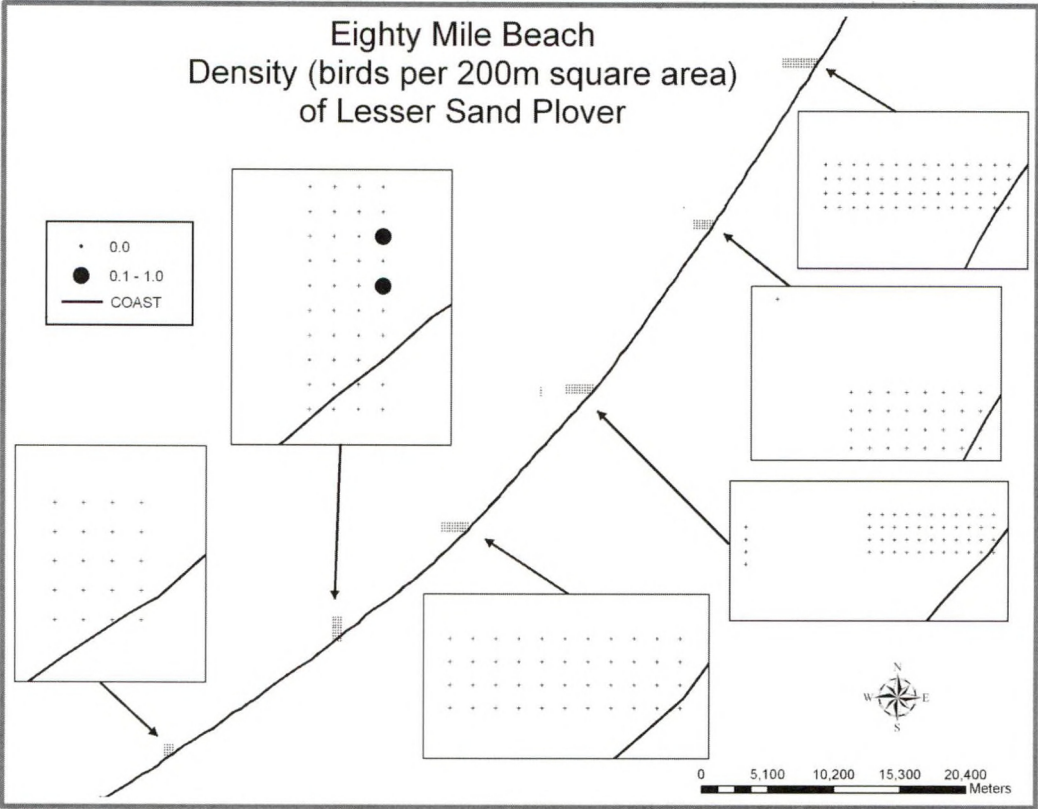 Eighty Mile Beach
Density (birds per 200m square area)
of Lesser Sand Plover
0.0
0.1 - 1.0
COAST
N
W E
S
0 5,100 10,200 15,300 20,400
Meters